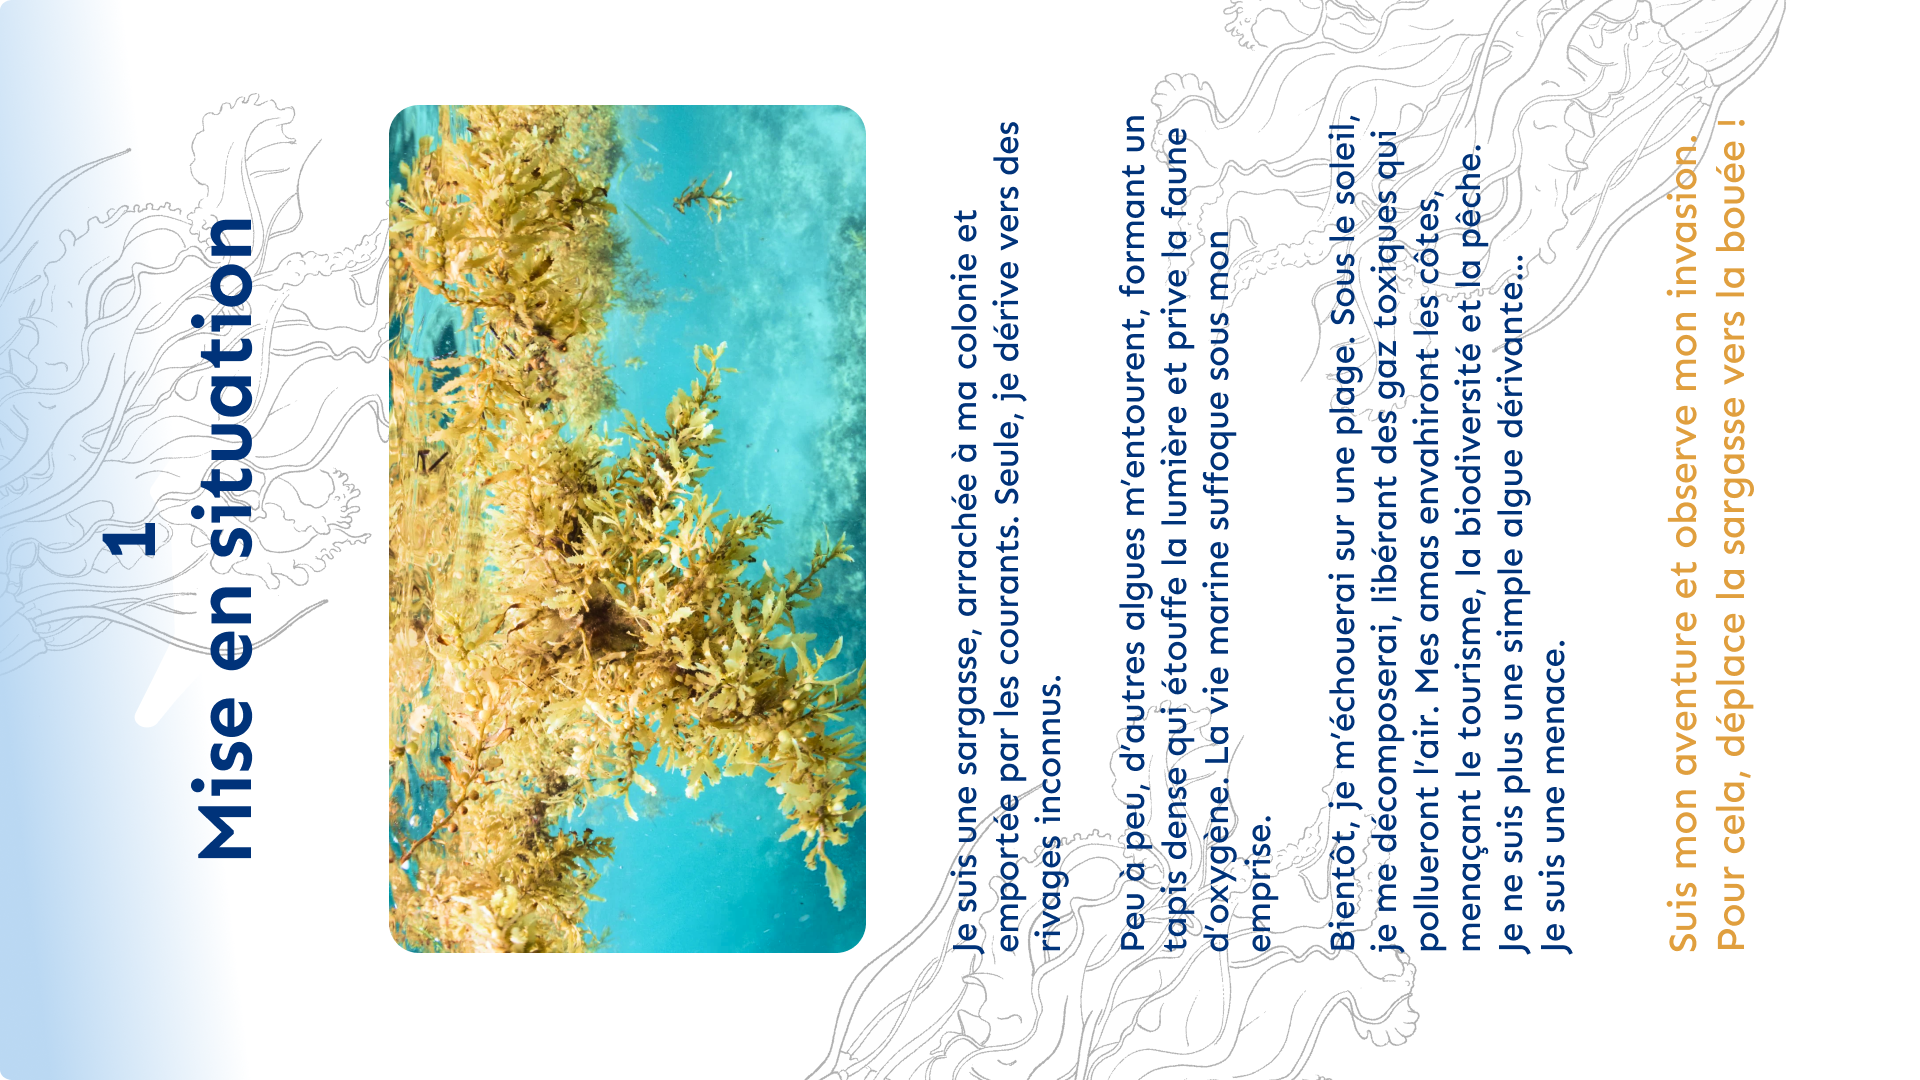 1
Mise en situation
Je suis une sargasse, arrachée à ma colonie et
emportée par les courants. Seule, je dérive vers des
rivages inconnus.
Peu à peu, d’autres algues m’entourent, formant un
tapis dense qui étouffe la lumière et prive la faune
d’oxygène. La vie marine suffoque sous mon
emprise.
Bientôt, je m’échouerai sur une plage. Sous le soleil,
je me décomposerai, libérant des gaz toxiques qui
pollueront l’air. Mes amas envahiront les côtes,
menaçant le tourisme, la biodiversité et la pêche.
Je ne suis plus une simple algue dérivante...
Je suis une menace.
Suis mon aventure et observe mon invasion.
Pour cela, déplace la sargasse vers la bouée !